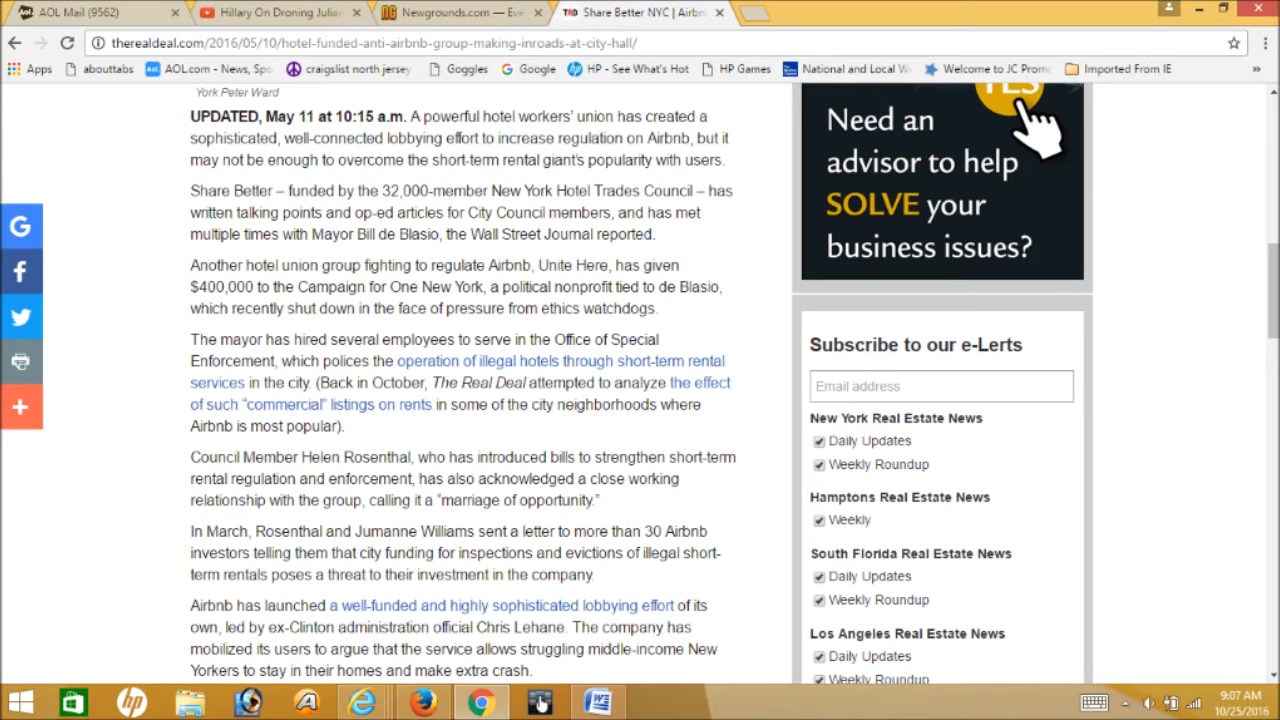 AOL Mail (9562)
Hillary On Droning Julian
Newgrounds.com — Eve
Share Better NYC | Airbn
therealdeal.com/2016/05/10/hotel-funded-anti-airbnb-group-making-inroads-at-city-hall/
Apps
abouttabs
AOL.com - News, Spo
craigslist north jersey
Goggles
Google
HP - See What's Hot
HP Games
National and Local W
Welcome to JC Promo
Imported From IE
York Peter Ward
UPDATED, May 11 at 10:15 a.m. A powerful hotel workers' union has created a
sophisticated, well-connected lobbying effort to increase regulation on Airbnb, but it
may not be enough to overcome the short-term rental giant's popularity with users.
Share Better – funded by the 32,000-member New York Hotel Trades Council – has
written talking points and op-ed articles for City Council members, and has met
multiple times with Mayor Bill de Blasio, the Wall Street Journal reported.
Another hotel union group fighting to regulate Airbnb, Unite Here, has given
$400,000 to the Campaign for One New York, a political nonprofit tied to de Blasio,
which recently shut down in the face of pressure from ethics watchdogs.
The mayor has hired several employees to serve in the Office of Special
Enforcement, which polices the operation of illegal hotels through short-term rental
services in the city. (Back in October, The Real Deal attempted to analyze the effect
of such "commercial" listings on rents in some of the city neighborhoods where
Airbnb is most popular).
Council Member Helen Rosenthal, who has introduced bills to strengthen short-term
rental regulation and enforcement, has also acknowledged a close working
relationship with the group, calling it a "marriage of opportunity."
In March, Rosenthal and Jumanne Williams sent a letter to more than 30 Airbnb
investors telling them that city funding for inspections and evictions of illegal short-
term rentals poses a threat to their investment in the company.
Airbnb has launched a well-funded and highly sophisticated lobbying effort of its
own, led by ex-Clinton administration official Chris Lehane. The company has
mobilized its users to argue that the service allows struggling middle-income New
Yorkers to stay in their homes and make extra crash.
YES
Need an
advisor to help
SOLVE your
business issues?
Subscribe to our e-Lerts
Email address
New York Real Estate News
Daily Updates
Weekly Roundup
Hamptons Real Estate News
Weekly
South Florida Real Estate News
Daily Updates
Weekly Roundup
Los Angeles Real Estate News
Daily Updates
Weekly Roundup
9:07 AM
10/25/2016